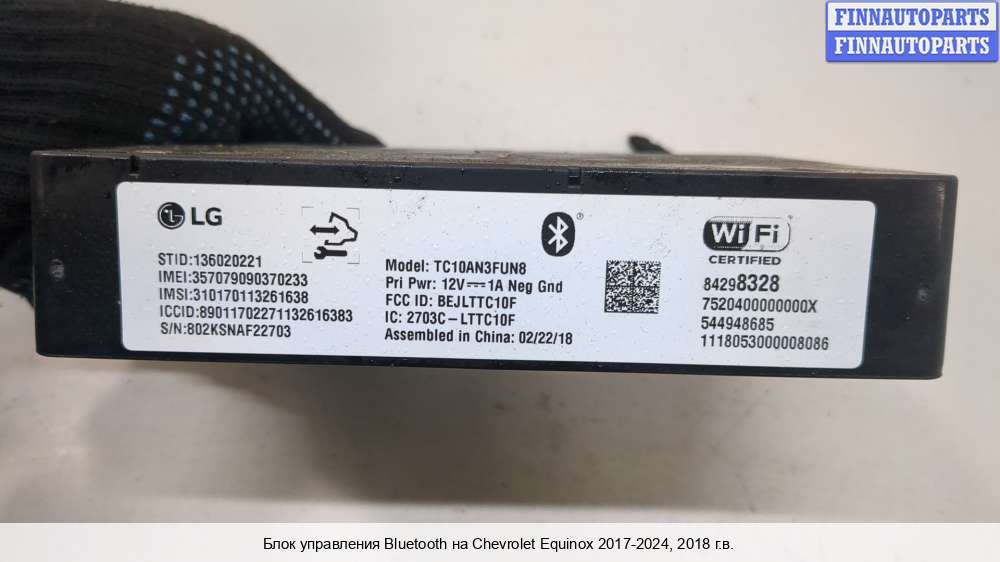 FINNAUTOPARTS
FINNAUTOPARTS
LG
STID:136020221
IMEI:357079090370233
IMSI:310170113261638
ICCID:89011702271132616383
S/N:802KSNAF22703
Model: TC10AN3FUN8
Pri Pwr: 12V⎓1A Neg Gnd
FCC ID: BEJLTTC10F
IC: 2703C-LTTC10F
Assembled in China: 02/22/18
Wi Fi
CERTIFIED
84298328
7520400000000X
544948685
1118053000008086
Блок управления Bluetooth на Chevrolet Equinox 2017-2024, 2018 г.в.